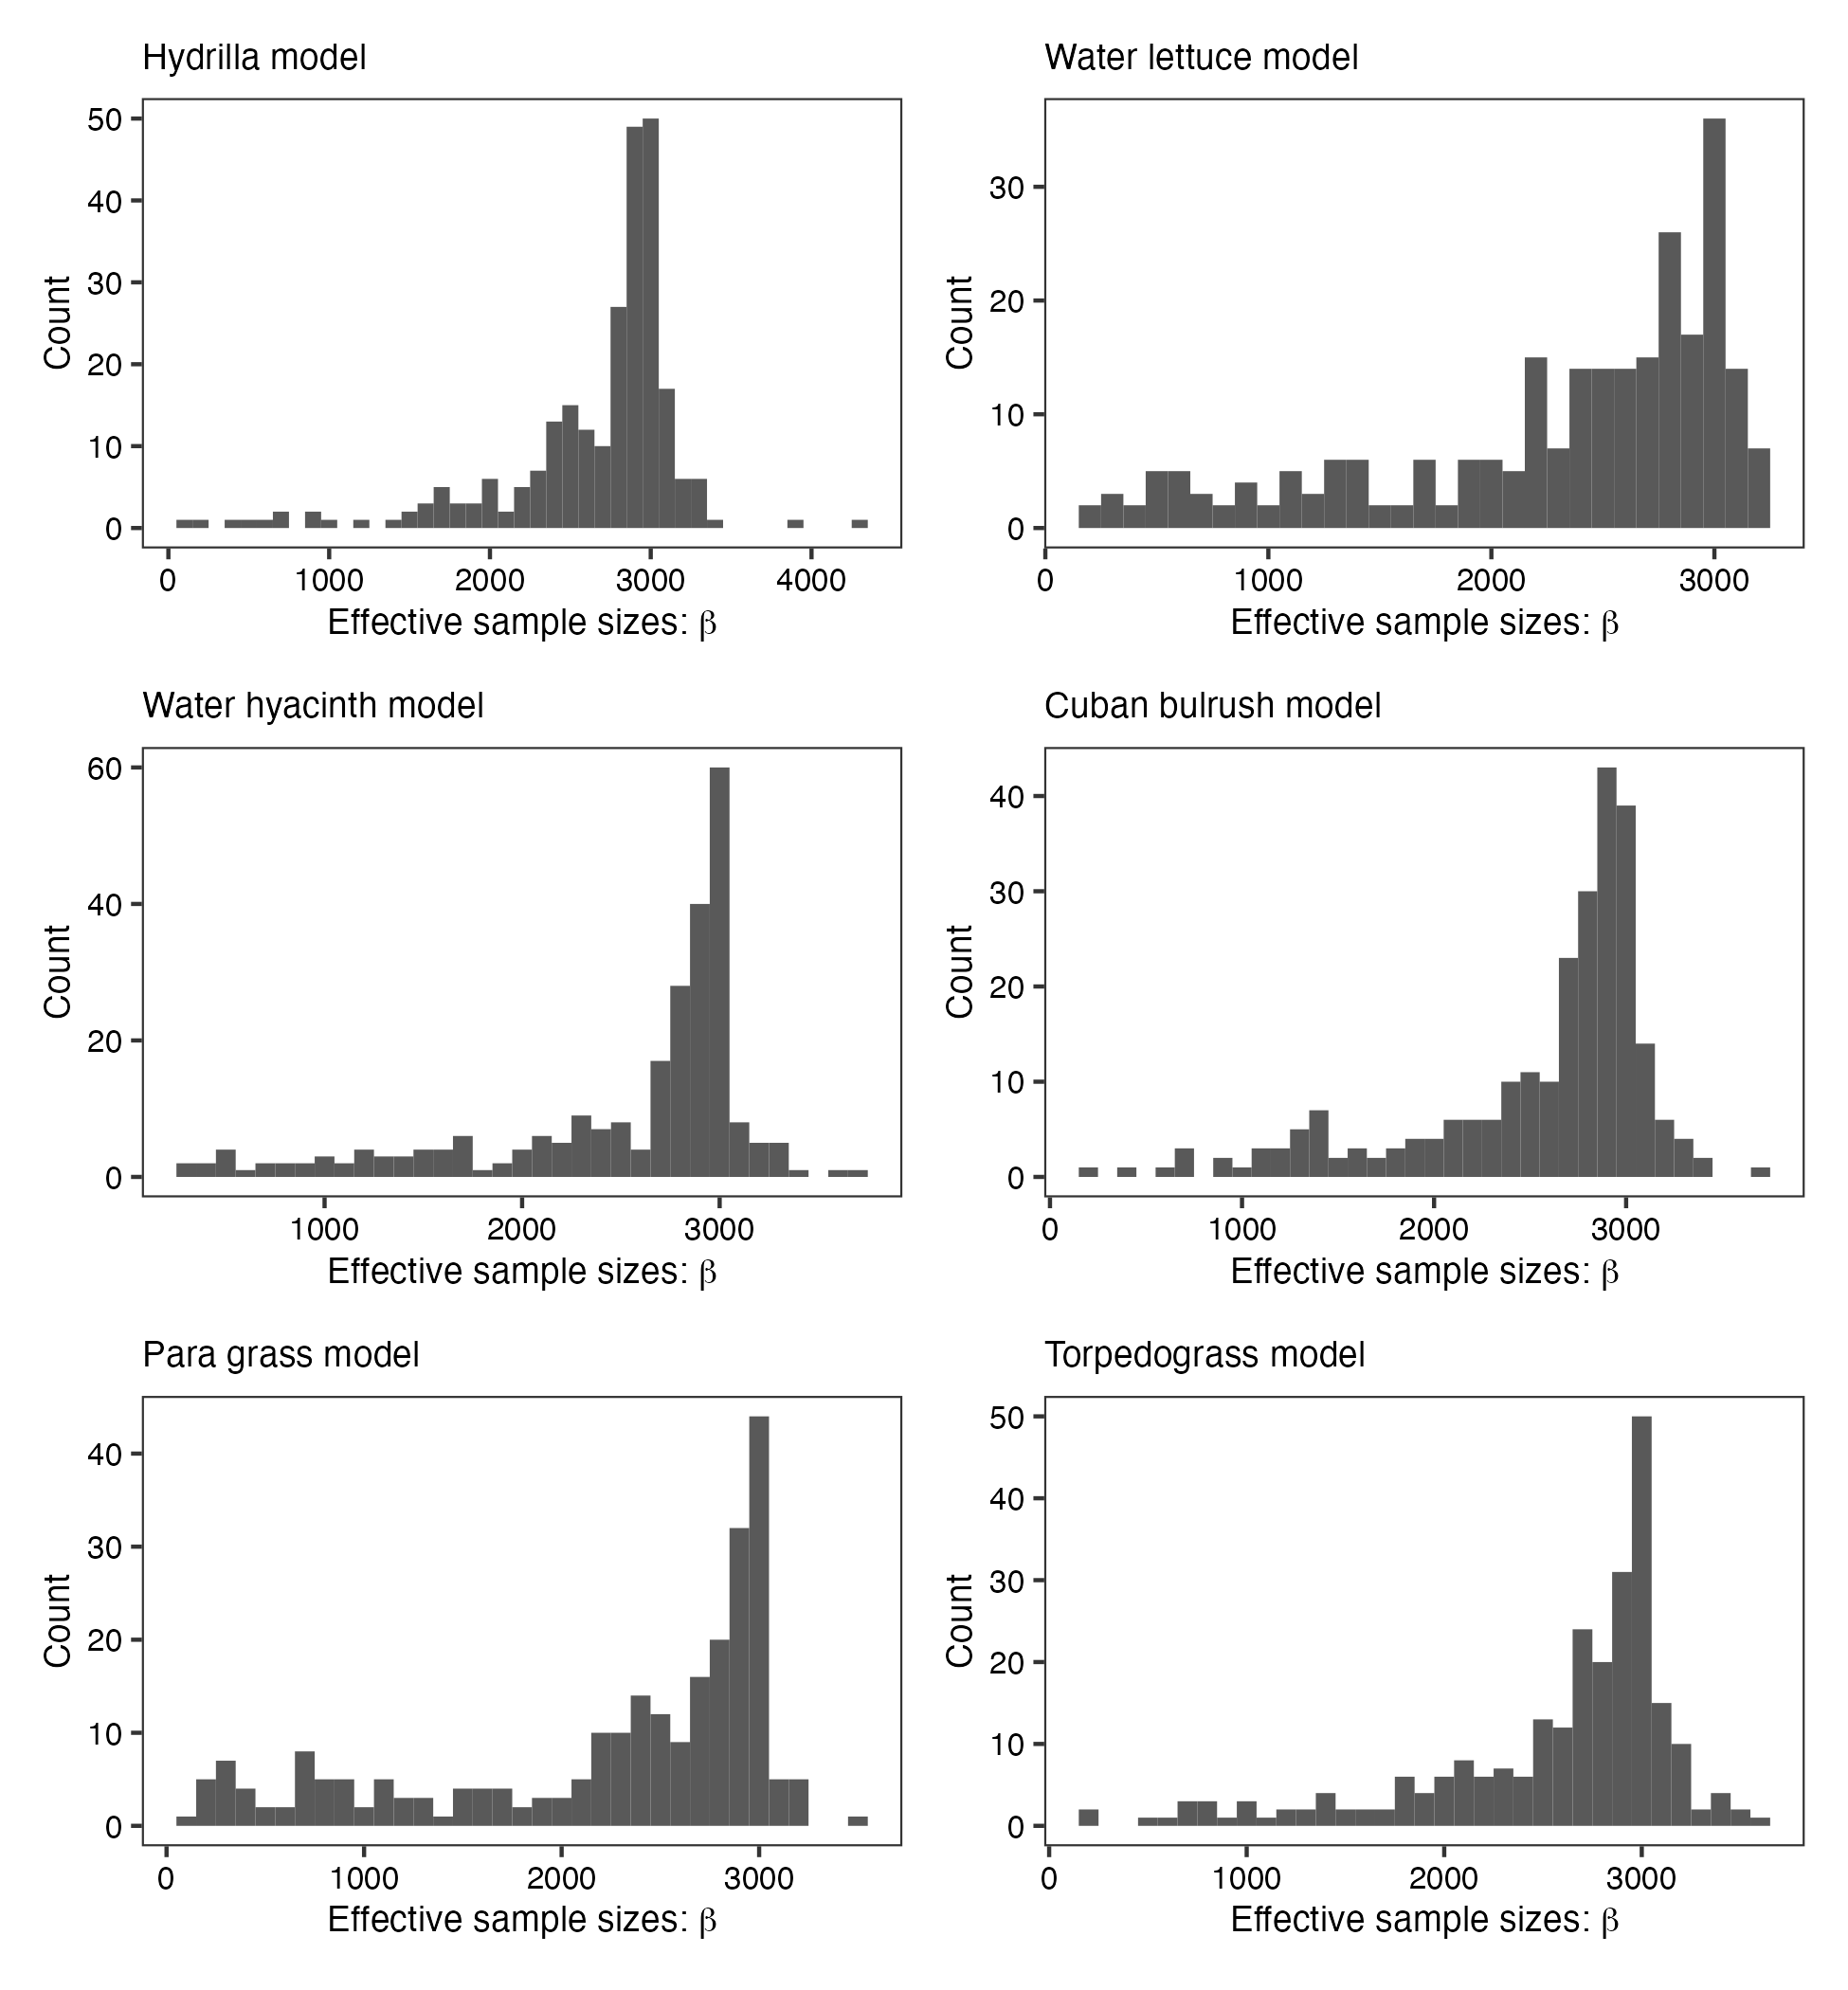 Hydrilla model
50
40
30
20
10
0
Count
0 1000 2000 3000 4000
Effective sample sizes: β
Water lettuce model
30
20
10
0
Count
0 1000 2000 3000
Effective sample sizes: β
Water hyacinth model
60
40
20
0
Count
1000 2000 3000
Effective sample sizes: β
Cuban bulrush model
40
30
20
10
0
Count
0 1000 2000 3000
Effective sample sizes: β
Para grass model
40
30
20
10
0
Count
0 1000 2000 3000
Effective sample sizes: β
Torpedograss model
50
40
30
20
10
0
Count
0 1000 2000 3000
Effective sample sizes: β